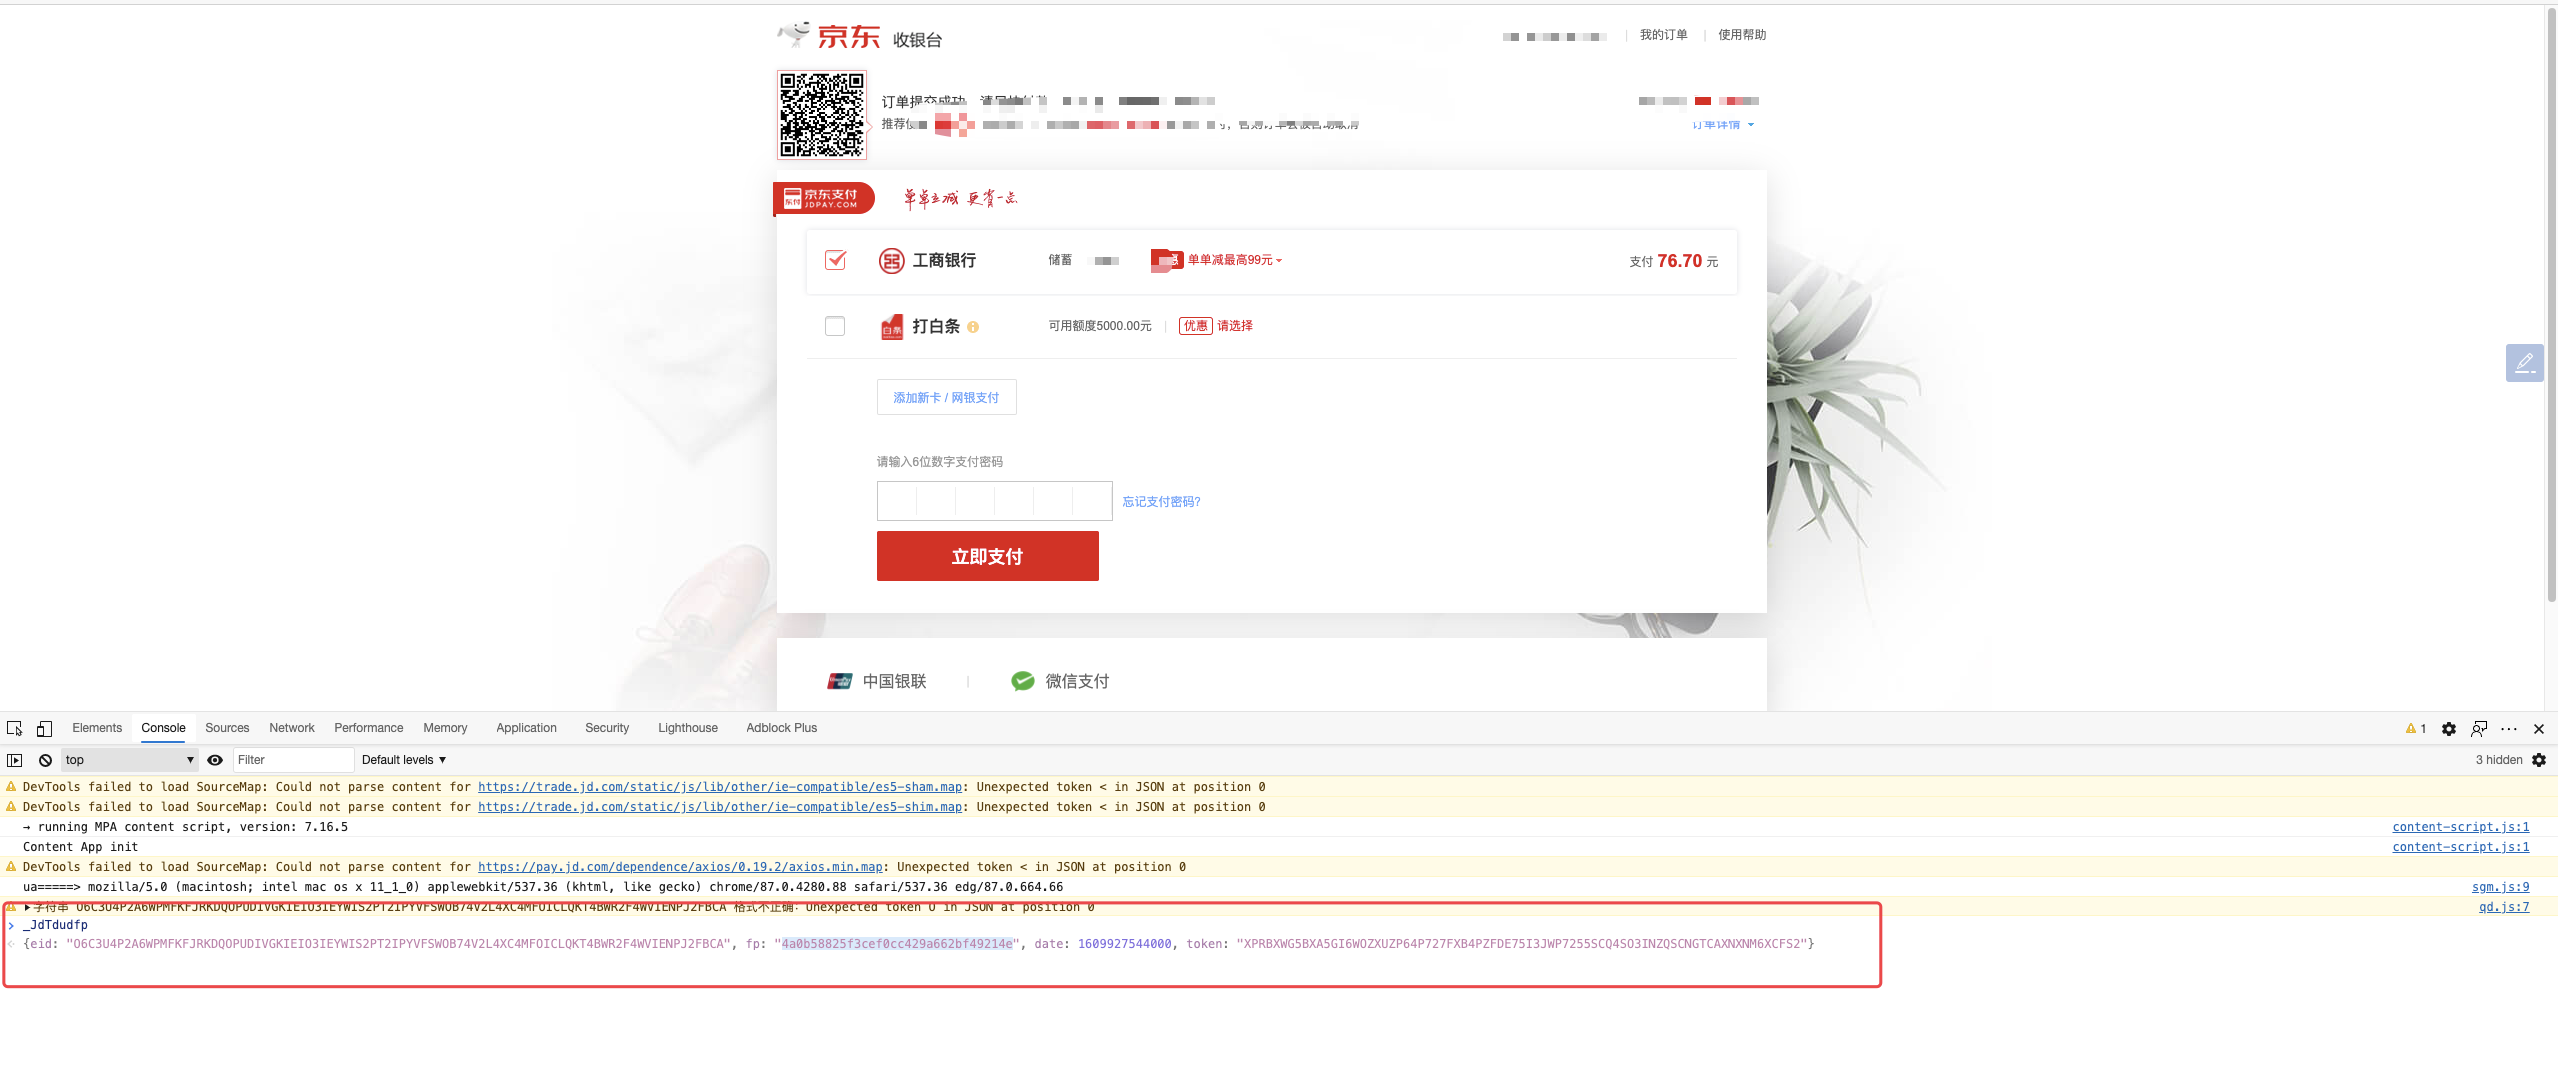 京东 收银台
我的订单 使用帮助
订单提交成功
推荐
订单详情
京东支付 单单立减 更省一点
JDPAY.COM
工商银行 储蓄 单单减最高99元 支付 76.70 元
白条 打白条 可用额度5000.00元 优惠 请选择
添加新卡 / 网银支付
请输入6位数字支付密码
忘记支付密码?
立即支付
中国银联 微信支付
Elements Console Sources Network Performance Memory Application Security Lighthouse Adblock Plus 1
top Filter Default levels 3 hidden
DevTools failed to load SourceMap: Could not parse content for https://trade.jd.com/static/js/lib/other/ie-compatible/es5-sham.map: Unexpected token < in JSON at position 0
DevTools failed to load SourceMap: Could not parse content for https://trade.jd.com/static/js/lib/other/ie-compatible/es5-shim.map: Unexpected token < in JSON at position 0
→ running MPA content script, version: 7.16.5 content-script.js:1
Content App init content-script.js:1
DevTools failed to load SourceMap: Could not parse content for https://pay.jd.com/dependence/axios/0.19.2/axios.min.map: Unexpected token < in JSON at position 0
ua=====> mozilla/5.0 (macintosh; intel mac os x 11_1_0) applewebkit/537.36 (khtml, like gecko) chrome/87.0.4280.88 safari/537.36 edg/87.0.664.66 sgm.js:9
字符串 O6C3U4P2A6WPMFKFJRKDQOPUDIVGKIEIO3IEYWIS2PT2IPYVFSWOB74V2L4XC4MFOICLQKT4BWR2F4WVIENPJ2FBCA 格式不正确: Unexpected token O in JSON at position 0 qd.js:7
> _JdTdudfp
{eid: "O6C3U4P2A6WPMFKFJRKDQOPUDIVGKIEIO3IEYWIS2PT2IPYVFSWOB74V2L4XC4MFOICLQKT4BWR2F4WVIENPJ2FBCA", fp: "4a0b58825f3cef0cc429a662bf49214e", date: 1609927544000, token: "XPRBXWG5BXA5GI6WOZXUZP64P727FXB4PZFDE75I3JWP7255SCQ4SO3INZQSCNGTCAXNXNM6XCFS2"}